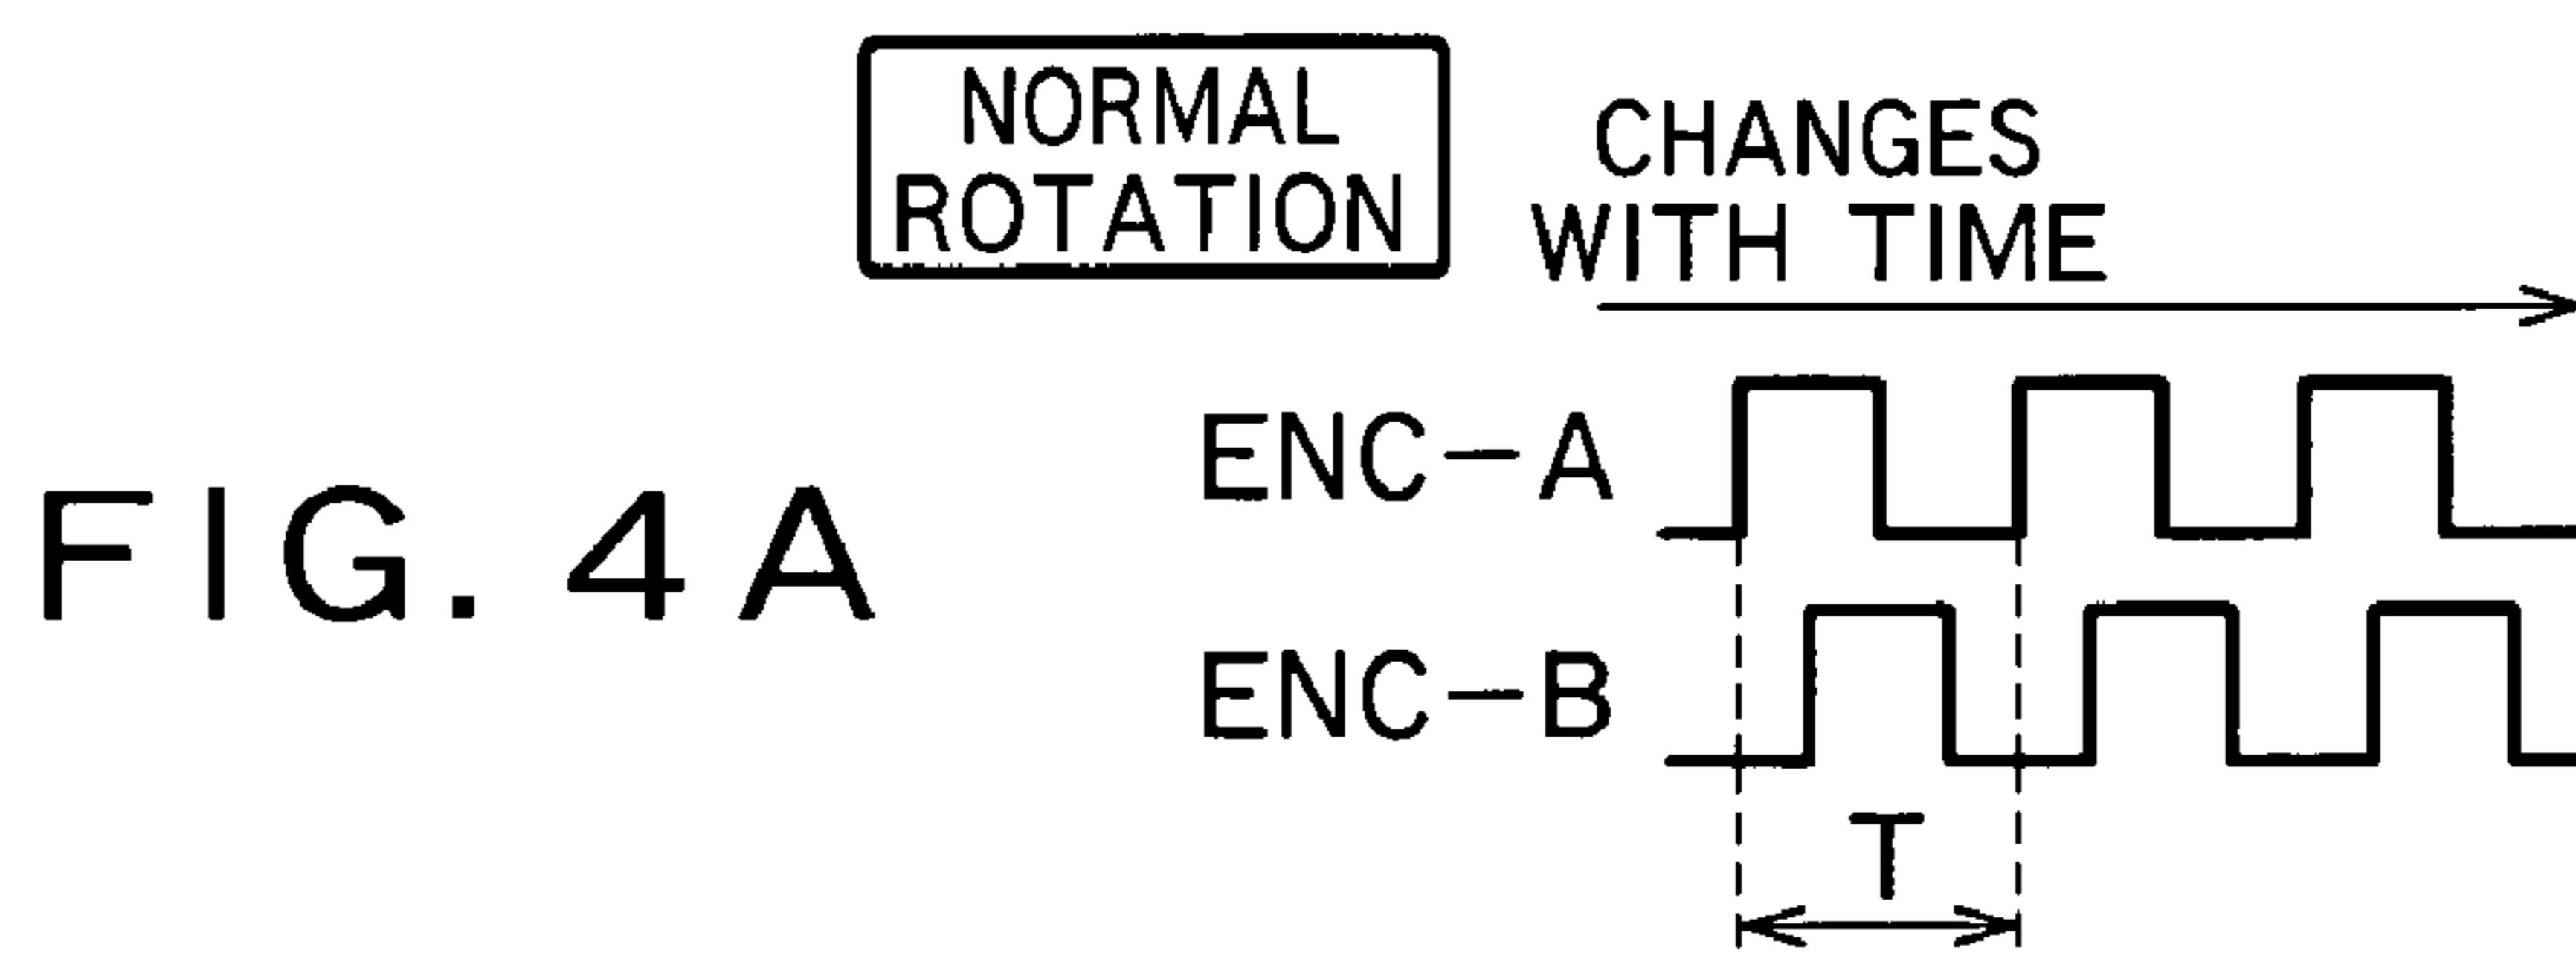 NORMAL
ROTATION
CHANGES
WITH TIME
FIG. 4A
ENC-A
ENC-B
T